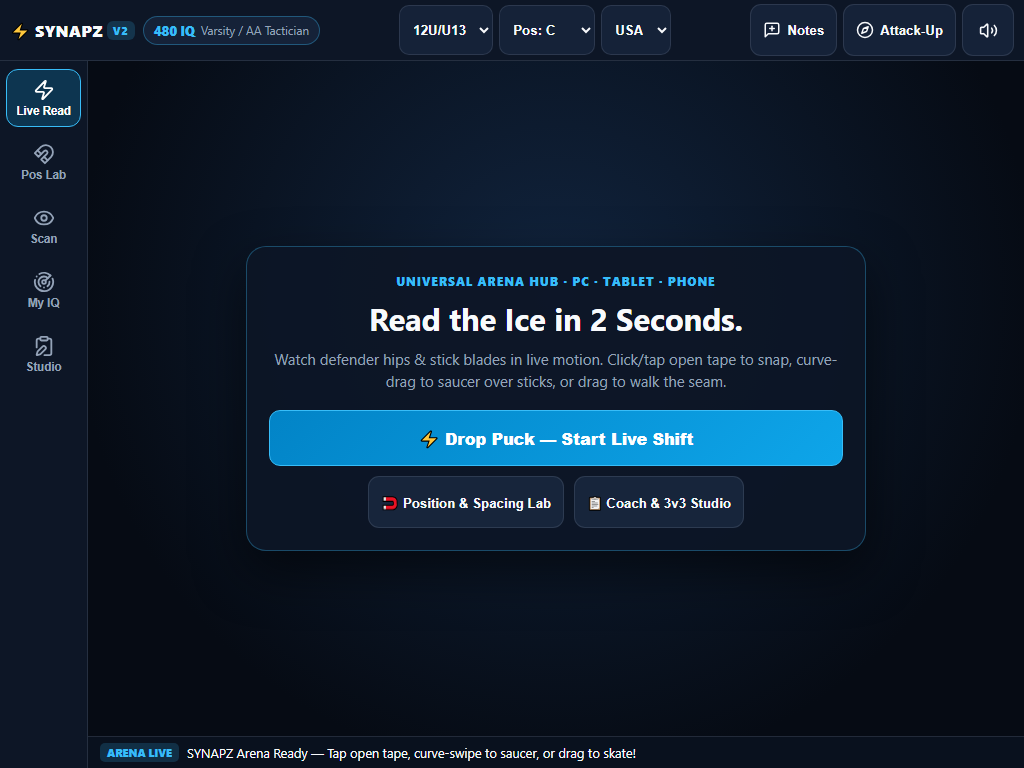 SYNAPZ V2
480 IQ Varsity / AA Tactician
12U/U13
Pos: C
USA
Notes
Attack-Up
Live Read
Pos Lab
Scan
My IQ
Studio
UNIVERSAL ARENA HUB · PC · TABLET · PHONE
Read the Ice in 2 Seconds.
Watch defender hips & stick blades in live motion. Click/tap open tape to snap, curve-
drag to saucer over sticks, or drag to walk the seam.
Drop Puck — Start Live Shift
Position & Spacing Lab
Coach & 3v3 Studio
ARENA LIVE SYNAPZ Arena Ready — Tap open tape, curve-swipe to saucer, or drag to skate!